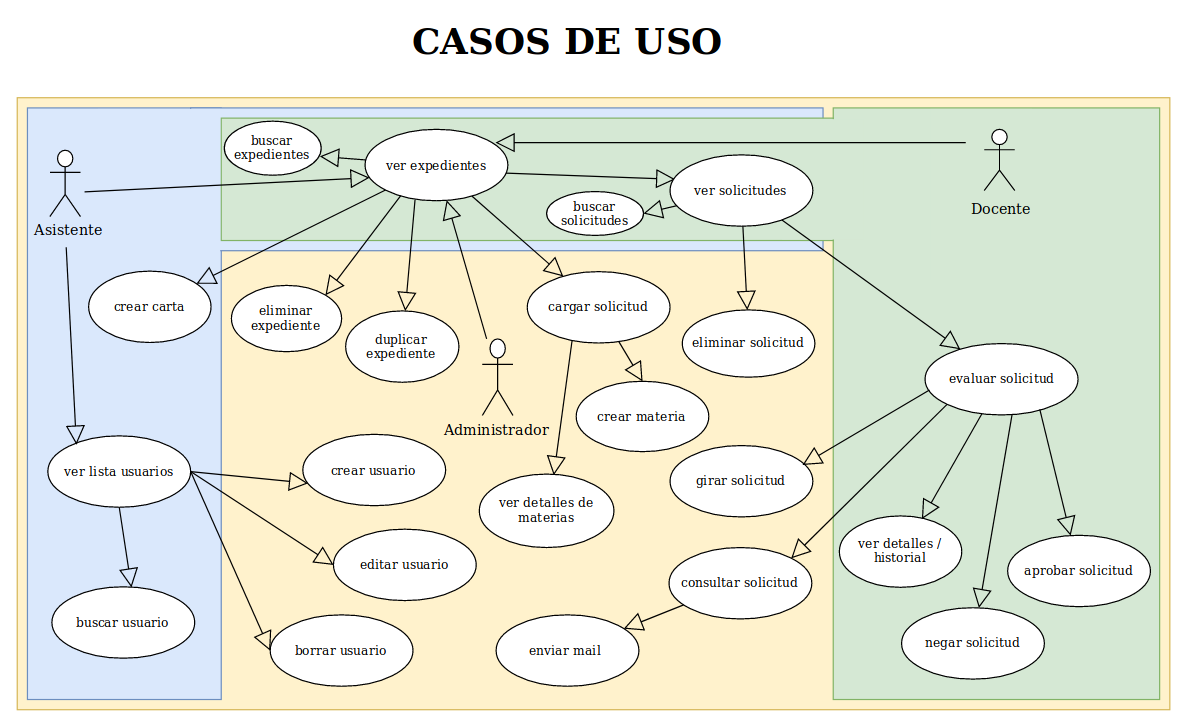 CASOS DE USO
buscar
expedientes
ver expedientes
ver solicitudes
buscar
solicitudes
Asistente
Docente
crear carta
eliminar
expediente
duplicar
expediente
cargar solicitud
eliminar solicitud
evaluar solicitud
crear materia
Administrador
ver lista usuarios
crear usuario
ver detalles de
materias
girar solicitud
ver detalles /
historial
aprobar solicitud
editar usuario
consultar solicitud
buscar usuario
borrar usuario
enviar mail
negar solicitud